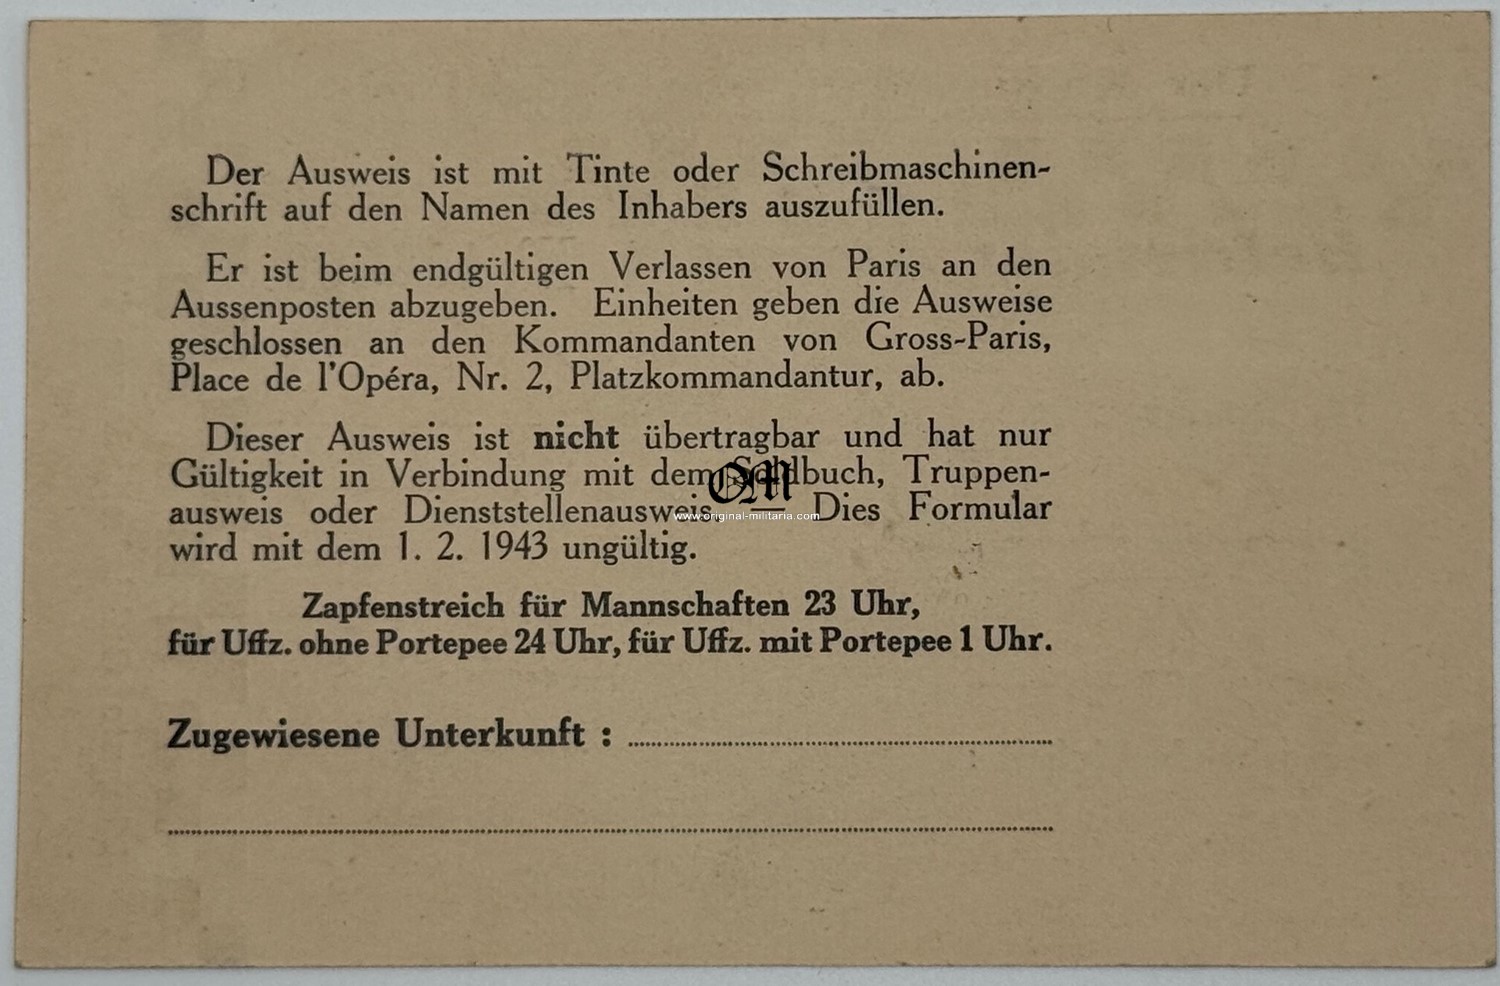 Der Ausweis ist mit Tinte oder Schreibmaschinen-
schrift auf den Namen des Inhabers auszufüllen.
Er ist beim endgültigen Verlassen von Paris an den
Aussenposten abzugeben. Einheiten geben die Ausweise
geschlossen an den Kommandanten von Gross-Paris,
Place de l'Opéra, Nr. 2, Platzkommandantur, ab.
Dieser Ausweis ist nicht übertragbar und hat nur
Gültigkeit in Verbindung mit dem Soldbuch, Truppen-
ausweis oder Dienststellenausweis. — Dies Formular
wird mit dem 1. 2. 1943 ungültig.
Zapfenstreich für Mannschaften 23 Uhr,
für Uffz. ohne Portepee 24 Uhr, für Uffz. mit Portepee 1 Uhr.
Zugewiesene Unterkunft :
OM
www.original-militaria.com